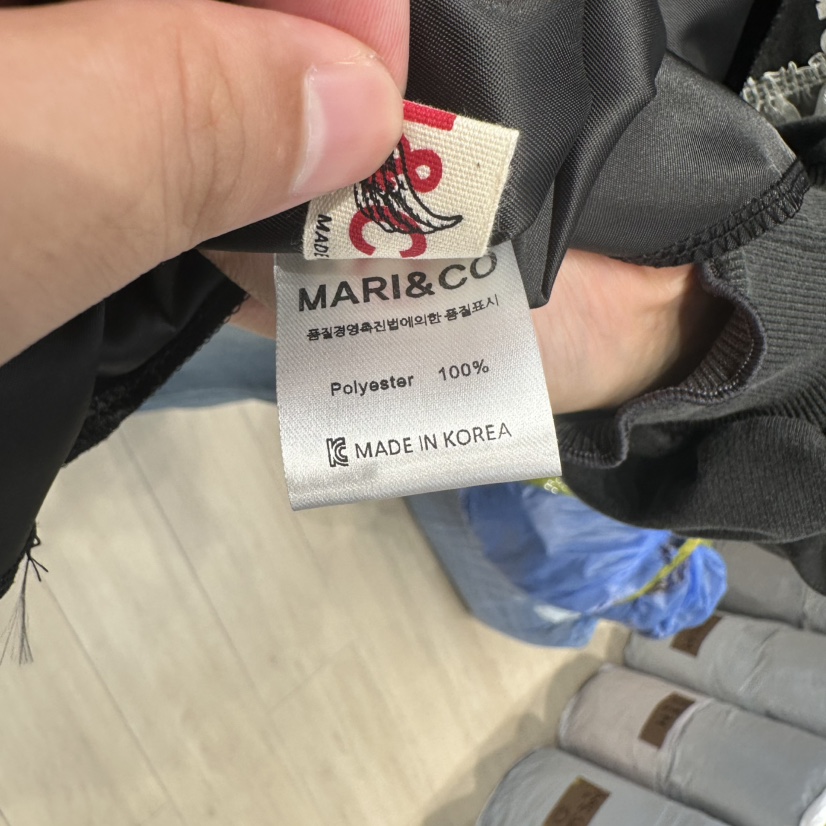 & C
MADE
MARI&CO
품질경영촉진법에의한 품질표시
Polyester 100%
MADE IN KOREA